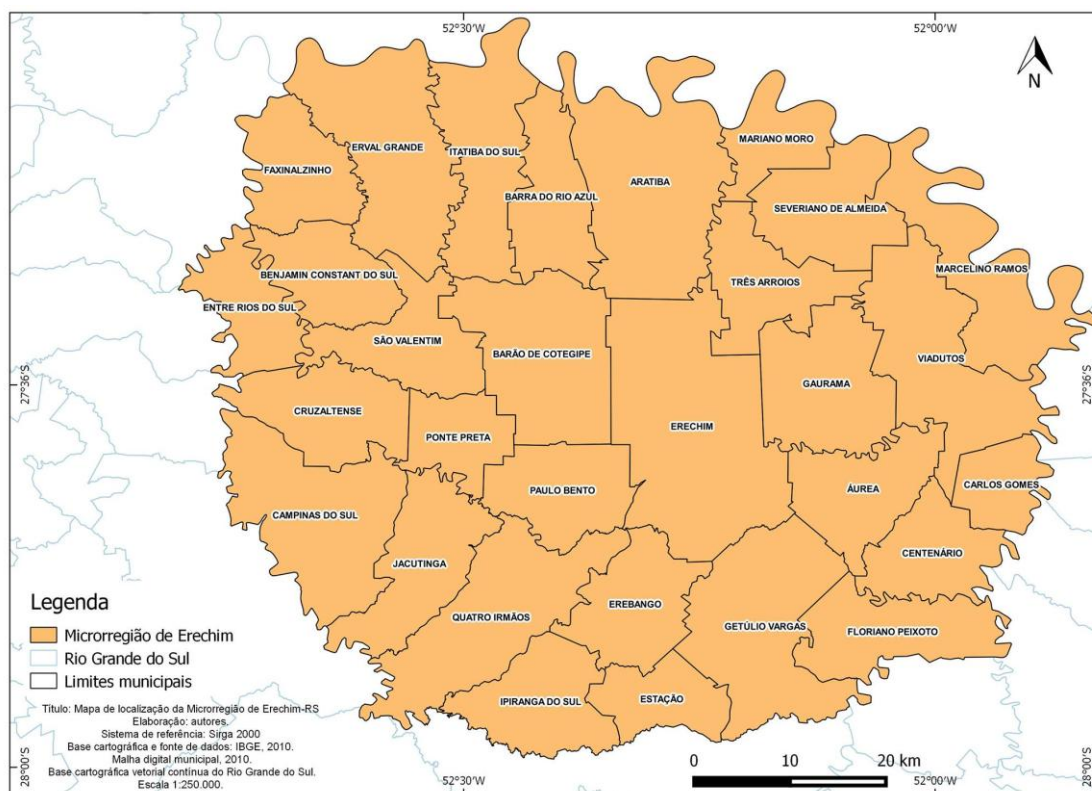 52°30'W
52°00'W
N
MARIANO MORO
ERVAL GRANDE
ITATIBA DO SUL
FAXINALZINHO
ARATIBA
BARRA DO RIO AZUL
SEVERIANO DE ALMEIDA
MARCELINO RAMOS
BENJAMIN CONSTANT DO SUL
TRÊS ARROIOS
ENTRE RIOS DO SUL
SÃO VALENTIM
BARÃO DE COTEGIPE
VIADUTOS
27°36'S
27°36'S
GAURAMA
CRUZALTENSE
ERECHIM
PONTE PRETA
CARLOS GOMES
PAULO BENTO
ÁUREA
CAMPINAS DO SUL
CENTENÁRIO
JACUTINGA
Legenda
QUATRO IRMÃOS
EREBANGO
GETÚLIO VARGAS
FLORIANO PEIXOTO
Microrregião de Erechim
Rio Grande do Sul
Limites municipais
IPIRANGA DO SUL
ESTAÇÃO
Título: Mapa de localização da Microrregião de Erechim-RS
Elaboração: autores.
Sistema de referência: Sirga 2000
Base cartográfica e fonte de dados: IBGE, 2010.
Malha digital municipal, 2010.
Base cartográfica vetorial contínua do Rio Grande do Sul.
Escala 1:250.000.
28°00'S
28°00'S
0 10 20 km
52°30'W
52°00'W